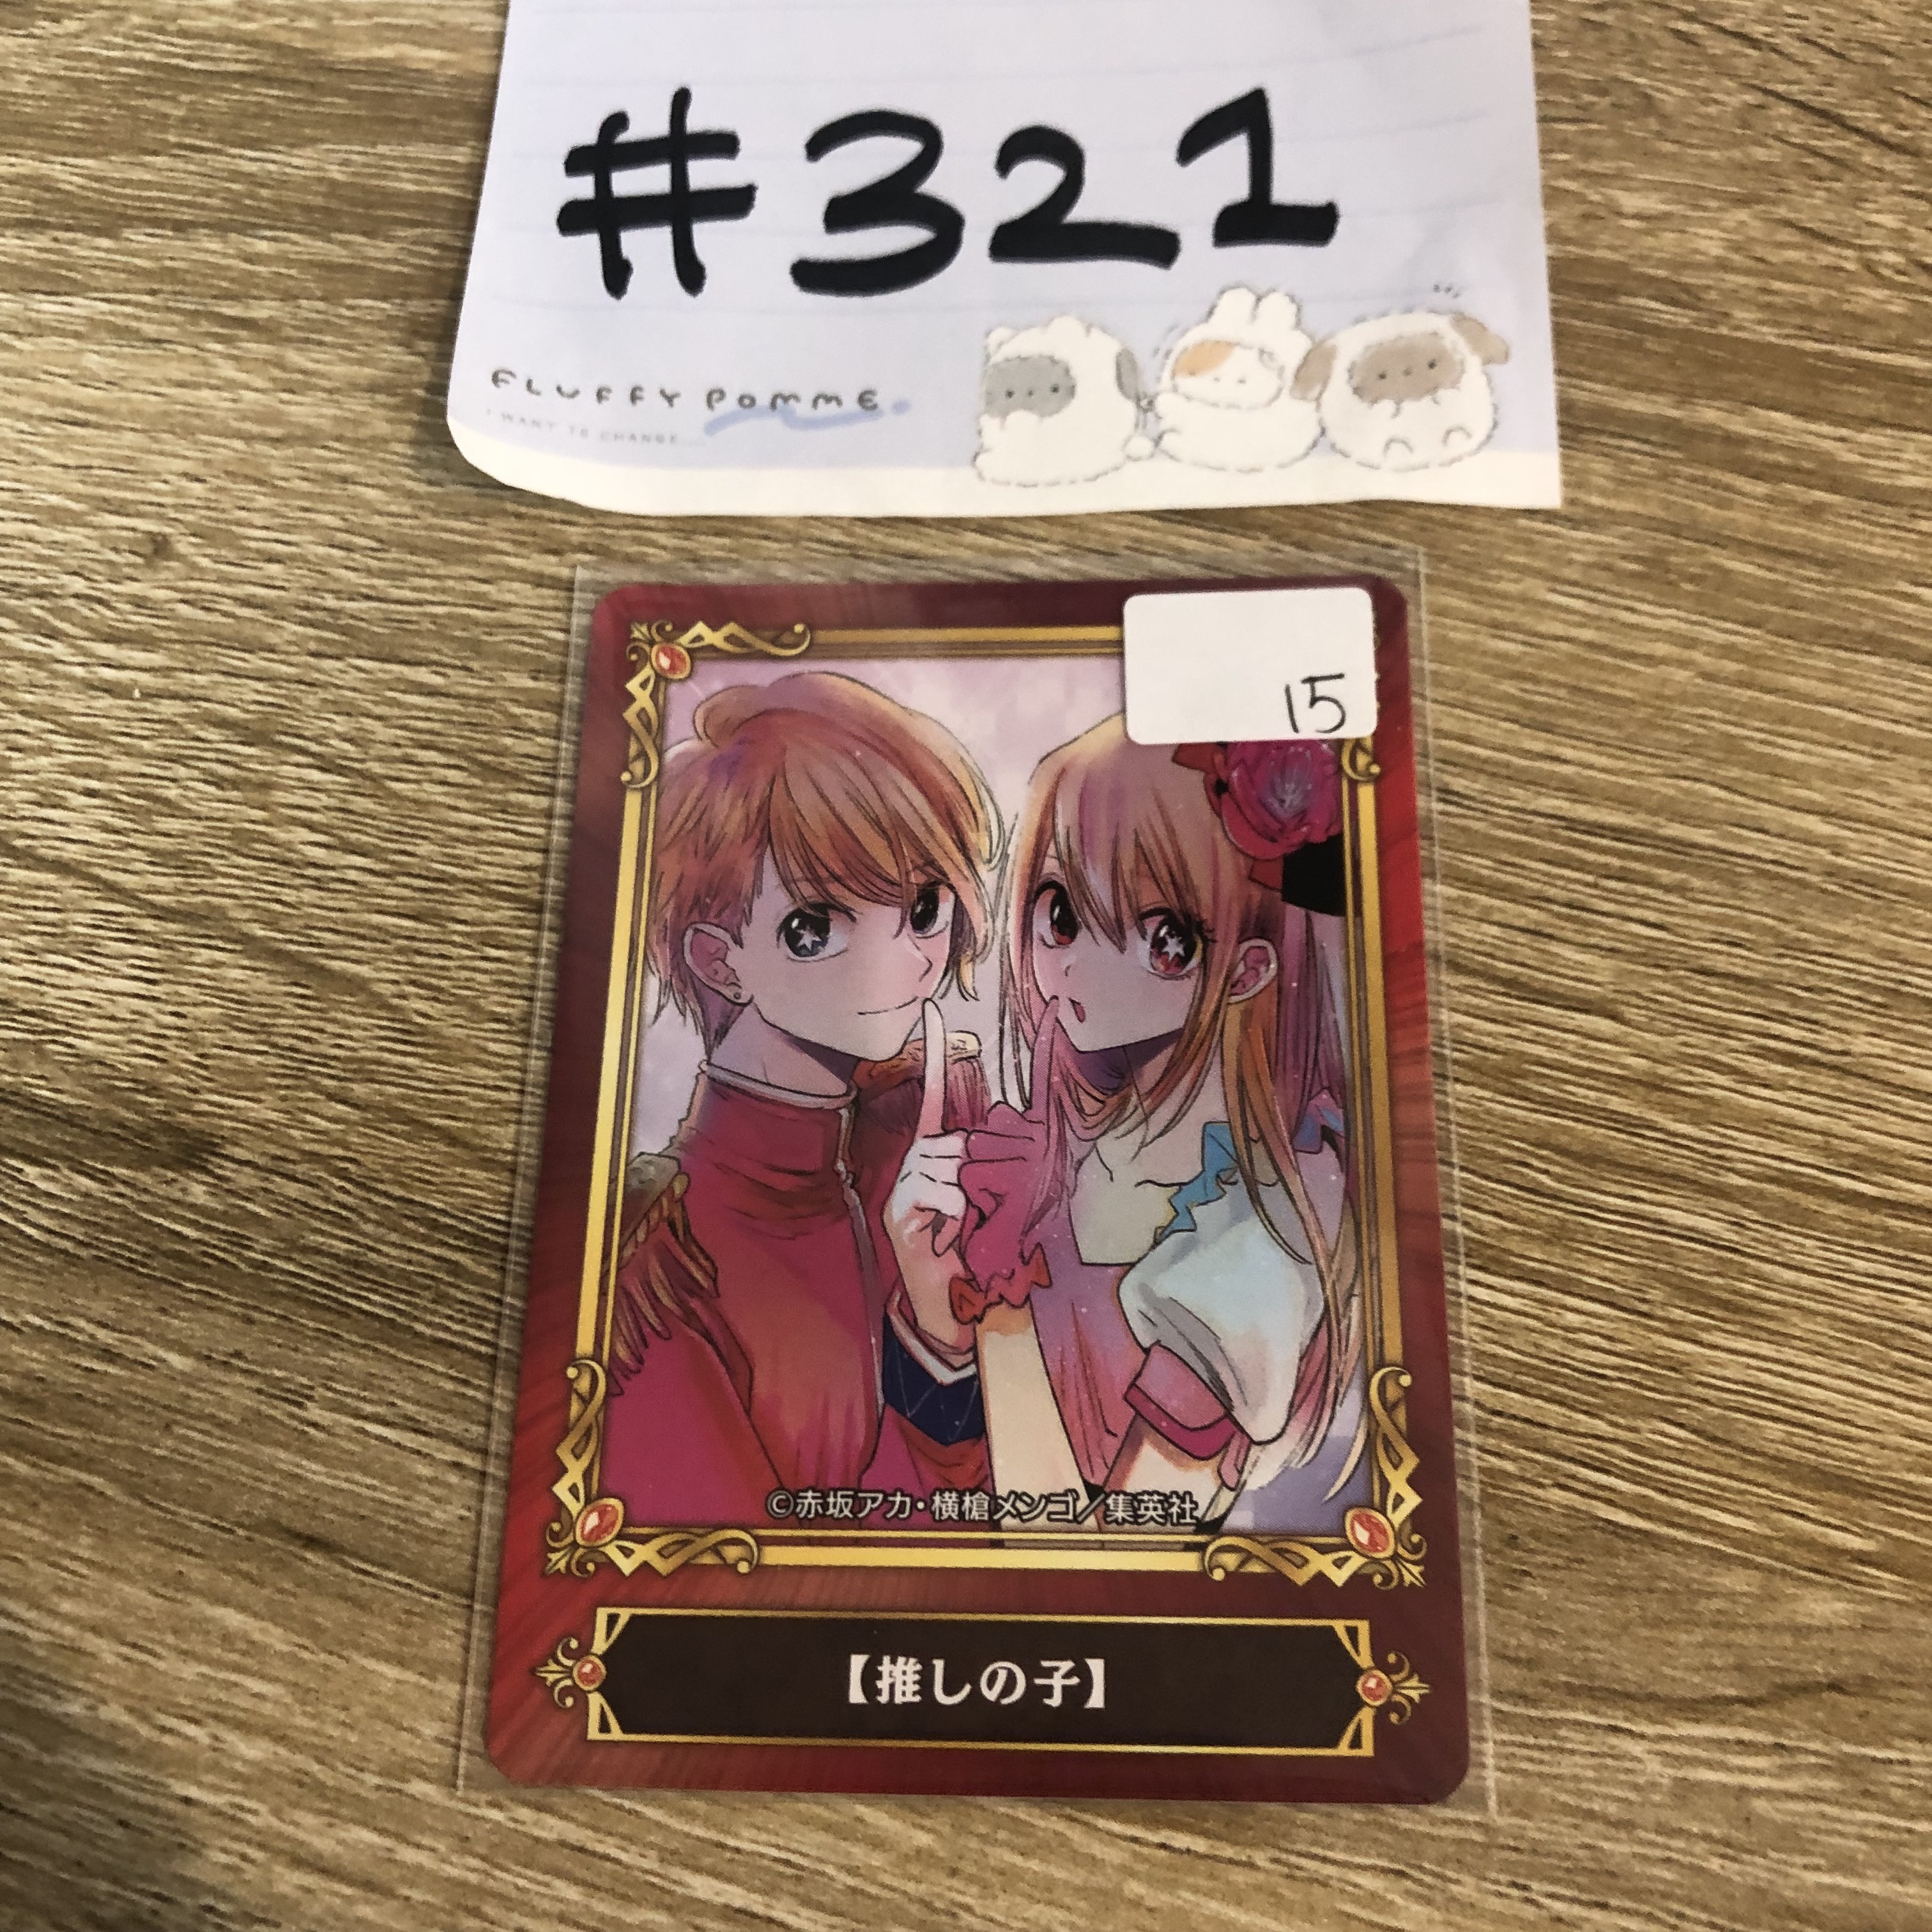 #321
FLUFFY POMME.
I WANT TO CHANGE
15
©赤坂アカ・横槍メンゴ／集英社
【推しの子】